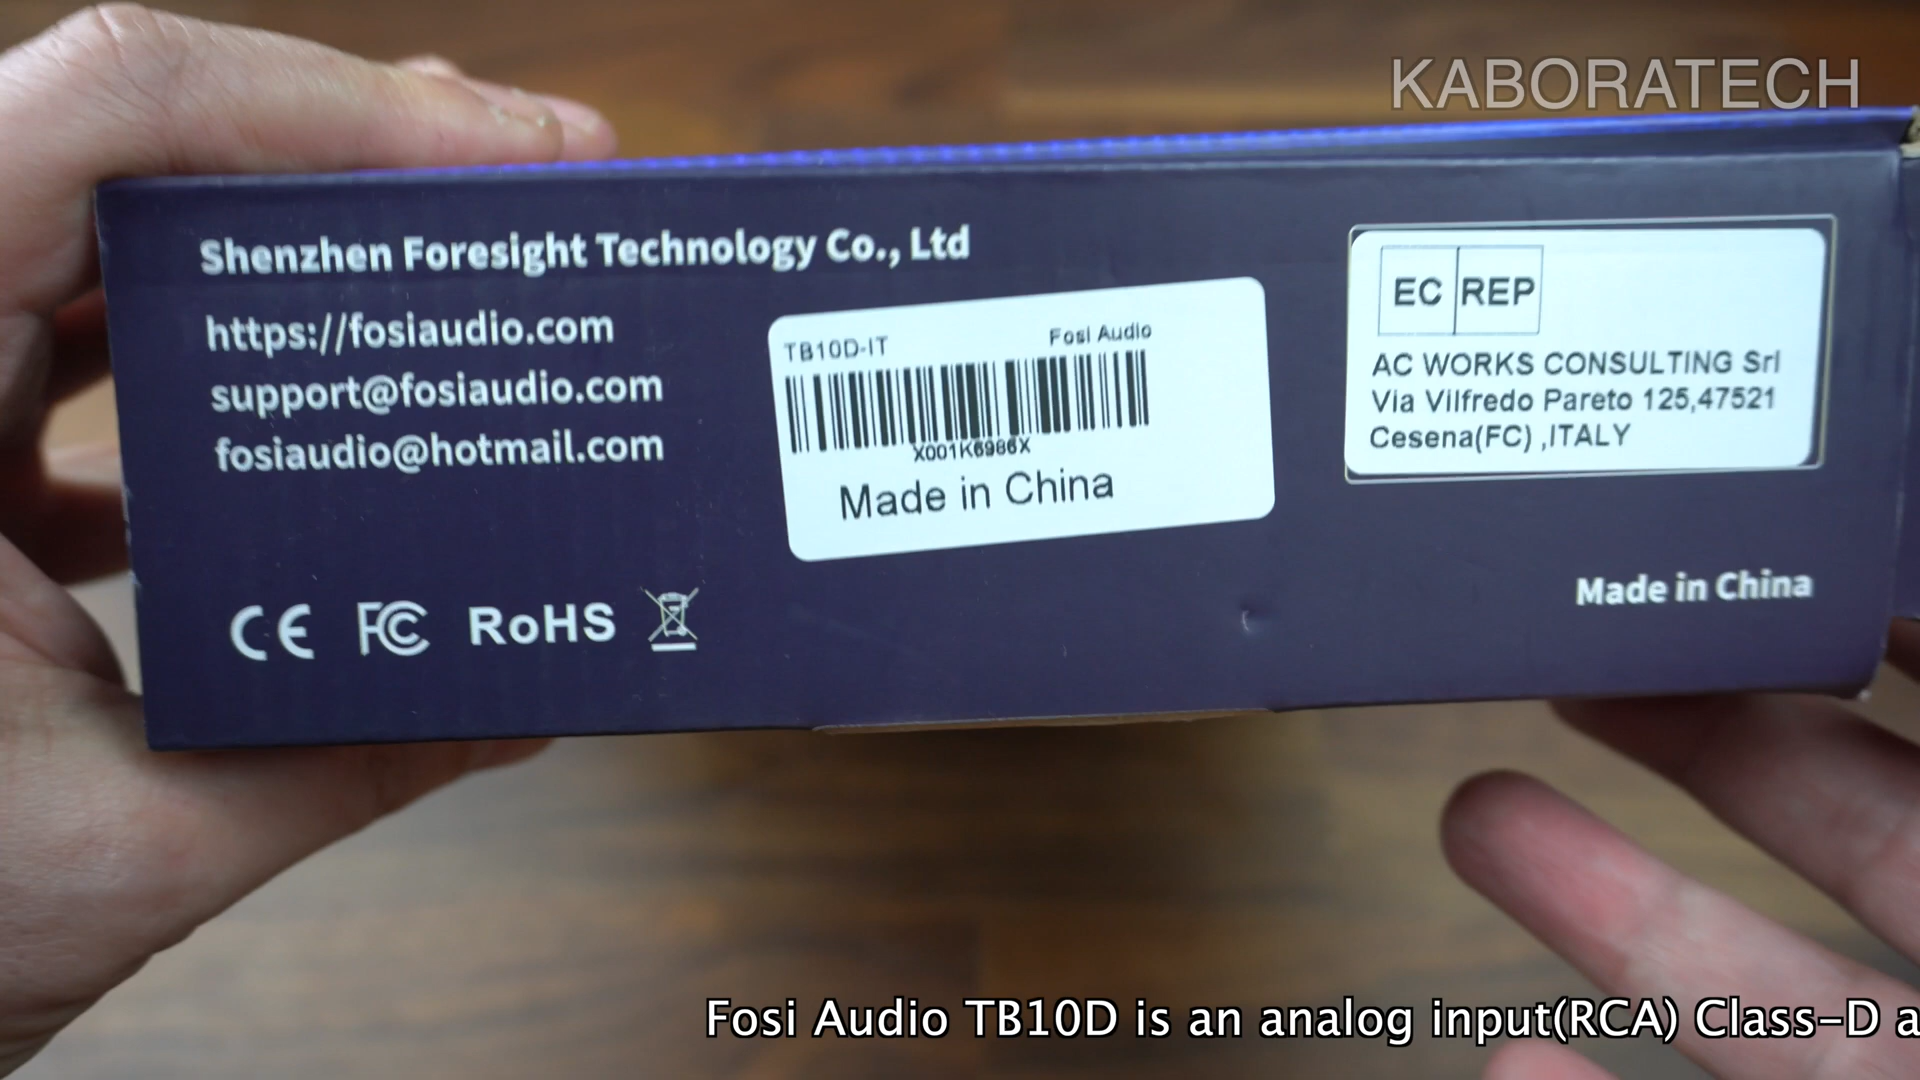 KABORATECH
Shenzhen Foresight Technology Co., Ltd
https://fosiaudio.com
support@fosiaudio.com
fosiaudio@hotmail.com
CE FC RoHS
TB10D-IT Fosi Audio
X001K6986X
Made in China
EC REP
AC WORKS CONSULTING Srl
Via Vilfredo Pareto 125,47521
Cesena(FC) ,ITALY
Made in China
Fosi Audio TB10D is an analog input(RCA) Class-D a